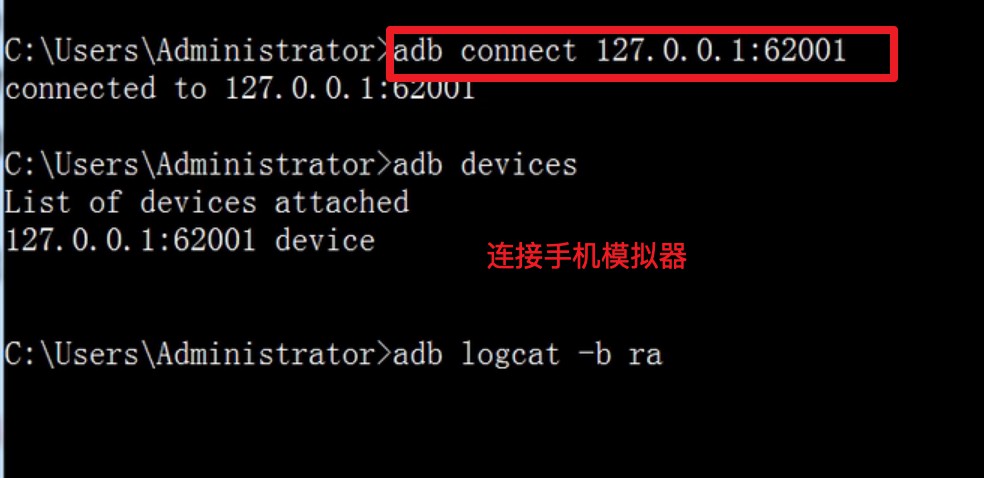 C:\Users\Administrator>adb connect 127.0.0.1:62001
connected to 127.0.0.1:62001
C:\Users\Administrator>adb devices
List of devices attached
127.0.0.1:62001 device
连接手机模拟器
C:\Users\Administrator>adb logcat -b ra